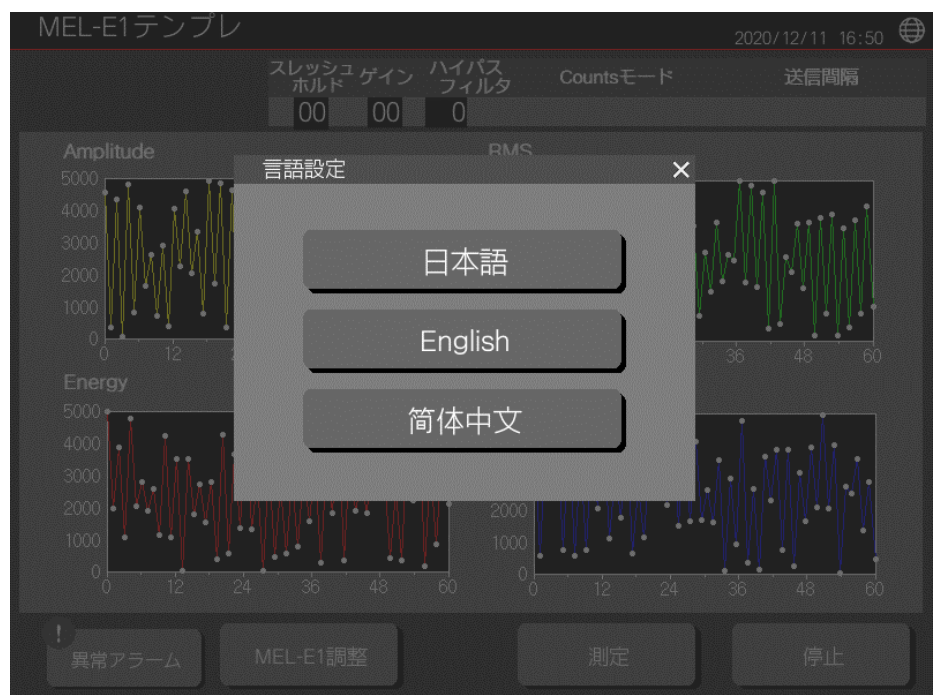 MEL-E1テンプレ
2020/12/11 16:50
スレッシュホルド ゲイン ハイパスフィルタ Countsモード 送信間隔
00 00 0
Amplitude RMS
言語設定 ×
日本語
English
简体中文
5000
4000
3000
2000
1000
0
0 12 2
36 48 60
Energy
5000
4000
3000
2000
1000
0
0 12 24 36 48 60
2000
1000
0
0 12 24 36 48 60
!
異常アラーム MEL-E1調整 測定 停止